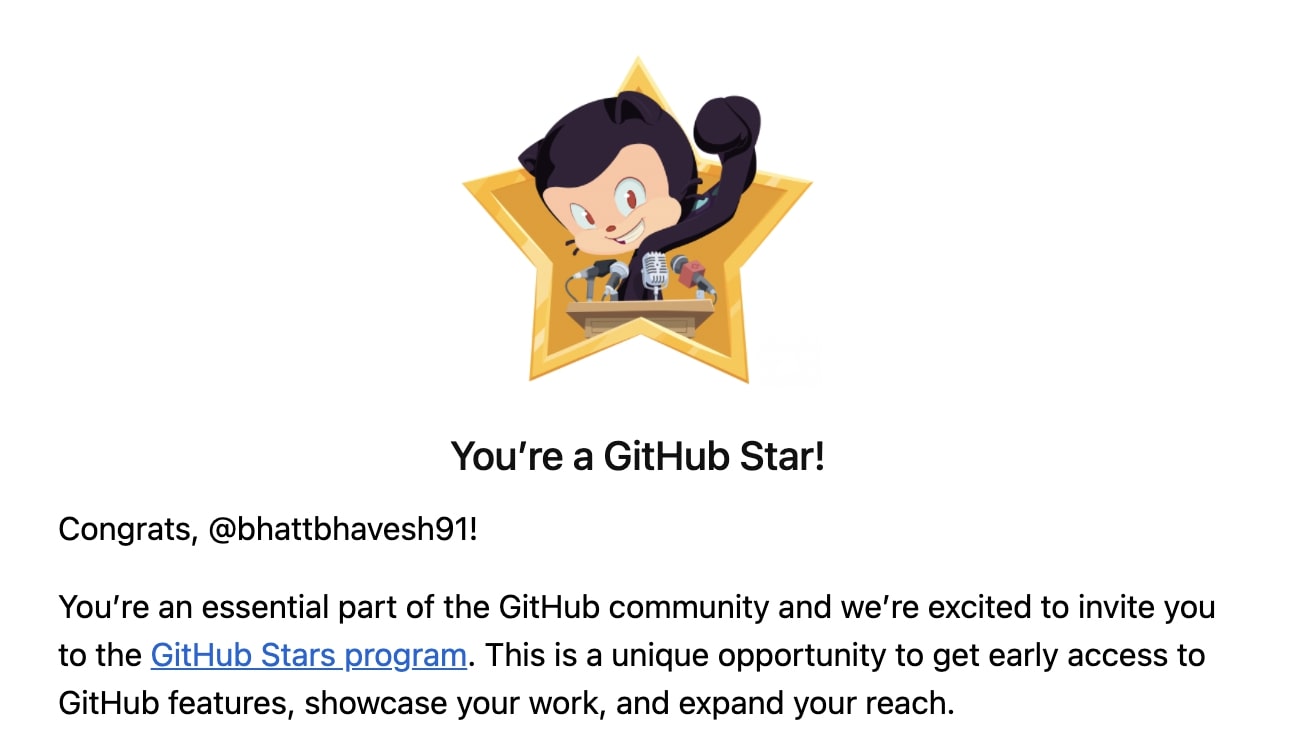 You’re a GitHub Star!
Congrats, @bhattbhavesh91!
You’re an essential part of the GitHub community and we’re excited to invite you
to the GitHub Stars program. This is a unique opportunity to get early access to
GitHub features, showcase your work, and expand your reach.